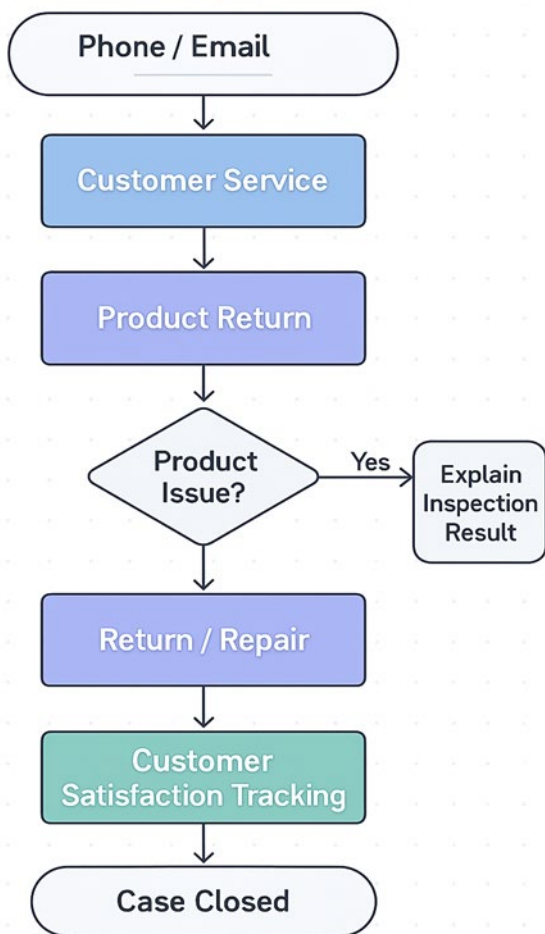 Phone / Email
Customer Service
Product Return
Product
Issue?
Yes
Explain
Inspection
Result
Return / Repair
Customer
Satisfaction Tracking
Case Closed